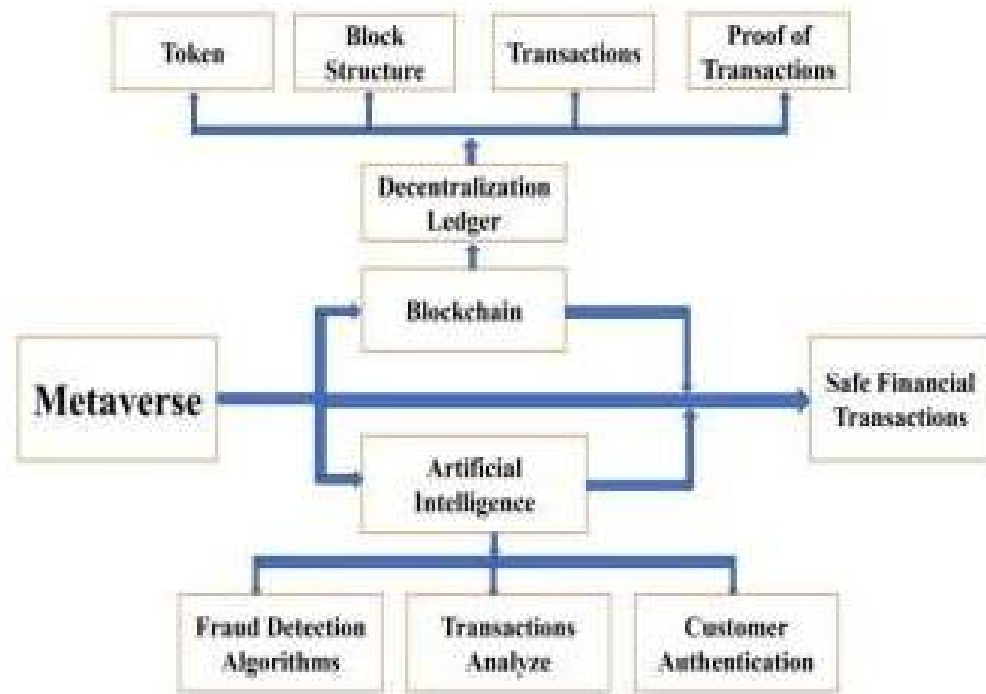 Token
Block
Structure
Transactions
Proof of
Transactions
Decentralization
Ledger
Blockchain
Metaverse
Safe Financial
Transactions
Artificial
Intelligence
Fraud Detection
Algorithms
Transactions
Analyze
Customer
Authentication